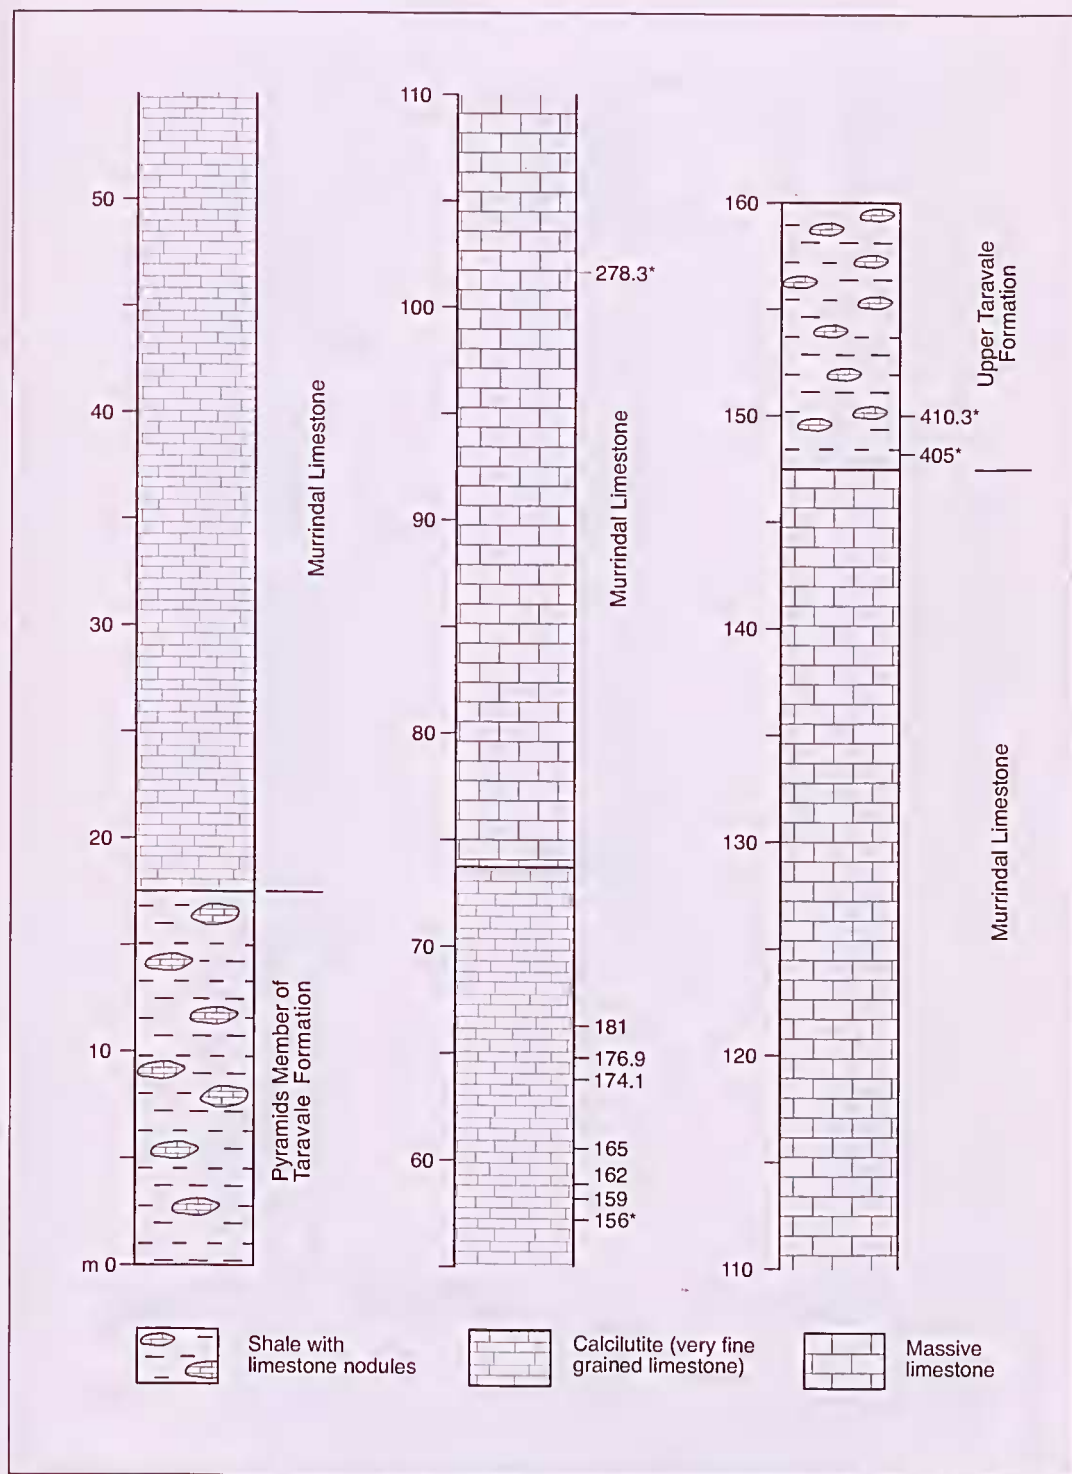 50
40
30
20
10
m 0
Murrindal Limestone
Pyramids Member of
Taravale Formation
110
100
90
80
70
60
278.3*
181
176.9
174.1
165
162
159
156*
Murrindal Limestone
160
150
140
130
120
110
410.3*
405*
Upper Taravale
Formation
Murrindal Limestone
Shale with
limestone nodules
Calcilutite (very fine
grained limestone)
Massive
limestone